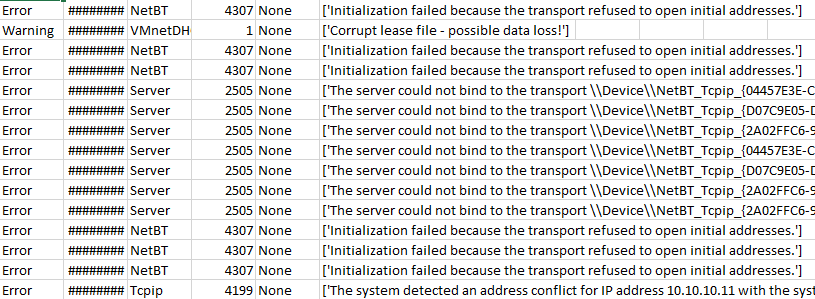 Error ######## NetBT 4307 None ['Initialization failed because the transport refused to open initial addresses.']
Warning ######## VMnetDH 1 None ['Corrupt lease file - possible data loss!']
Error ######## NetBT 4307 None ['Initialization failed because the transport refused to open initial addresses.']
Error ######## NetBT 4307 None ['Initialization failed because the transport refused to open initial addresses.']
Error ######## Server 2505 None ['The server could not bind to the transport \\Device\\NetBT_Tcpip_{04457E3E-C
Error ######## Server 2505 None ['The server could not bind to the transport \\Device\\NetBT_Tcpip_{D07C9E05-D
Error ######## Server 2505 None ['The server could not bind to the transport \\Device\\NetBT_Tcpip_{2A02FFC6-9
Error ######## Server 2505 None ['The server could not bind to the transport \\Device\\NetBT_Tcpip_{04457E3E-C
Error ######## Server 2505 None ['The server could not bind to the transport \\Device\\NetBT_Tcpip_{D07C9E05-D
Error ######## Server 2505 None ['The server could not bind to the transport \\Device\\NetBT_Tcpip_{2A02FFC6-9
Error ######## Server 2505 None ['The server could not bind to the transport \\Device\\NetBT_Tcpip_{2A02FFC6-9
Error ######## NetBT 4307 None ['Initialization failed because the transport refused to open initial addresses.']
Error ######## NetBT 4307 None ['Initialization failed because the transport refused to open initial addresses.']
Error ######## NetBT 4307 None ['Initialization failed because the transport refused to open initial addresses.']
Error ######## Tcpip 4199 None ['The system detected an address conflict for IP address 10.10.10.11 with the syst